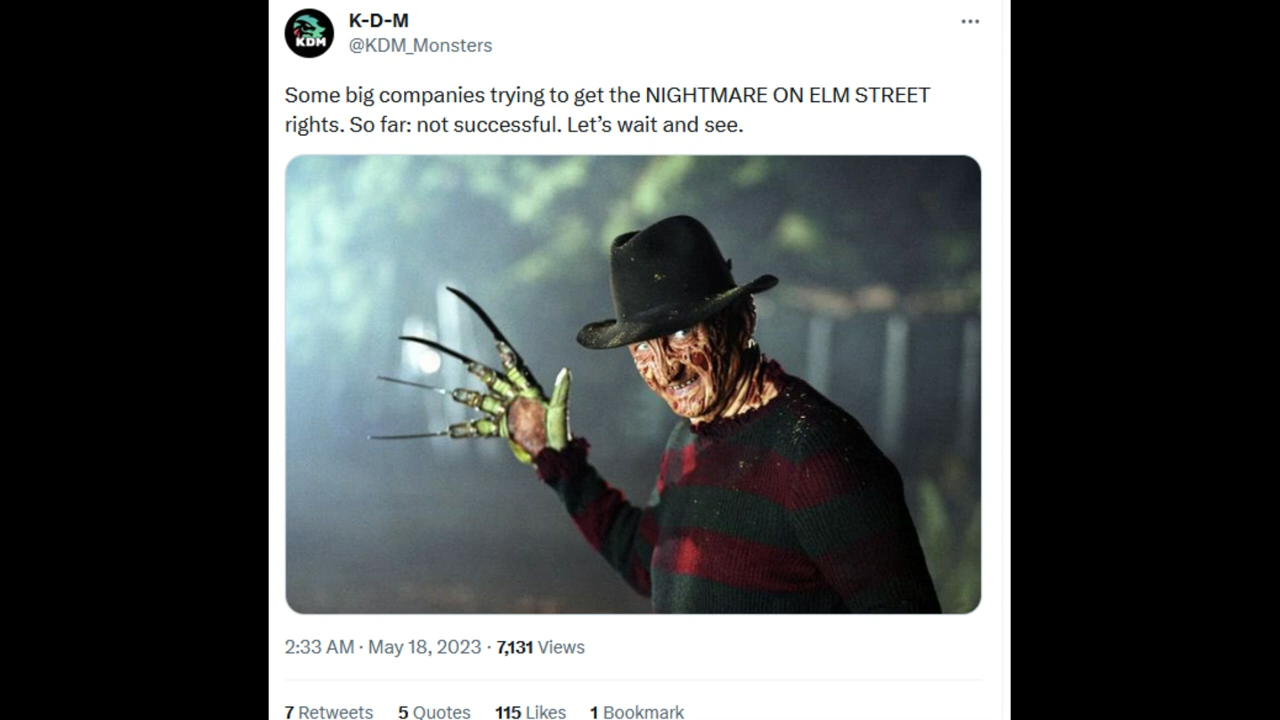 KDM
K-D-M
@KDM_Monsters
Some big companies trying to get the NIGHTMARE ON ELM STREET
rights. So far: not successful. Let’s wait and see.
2:33 AM · May 18, 2023 · 7,131 Views
7 Retweets 5 Quotes 115 Likes 1 Bookmark